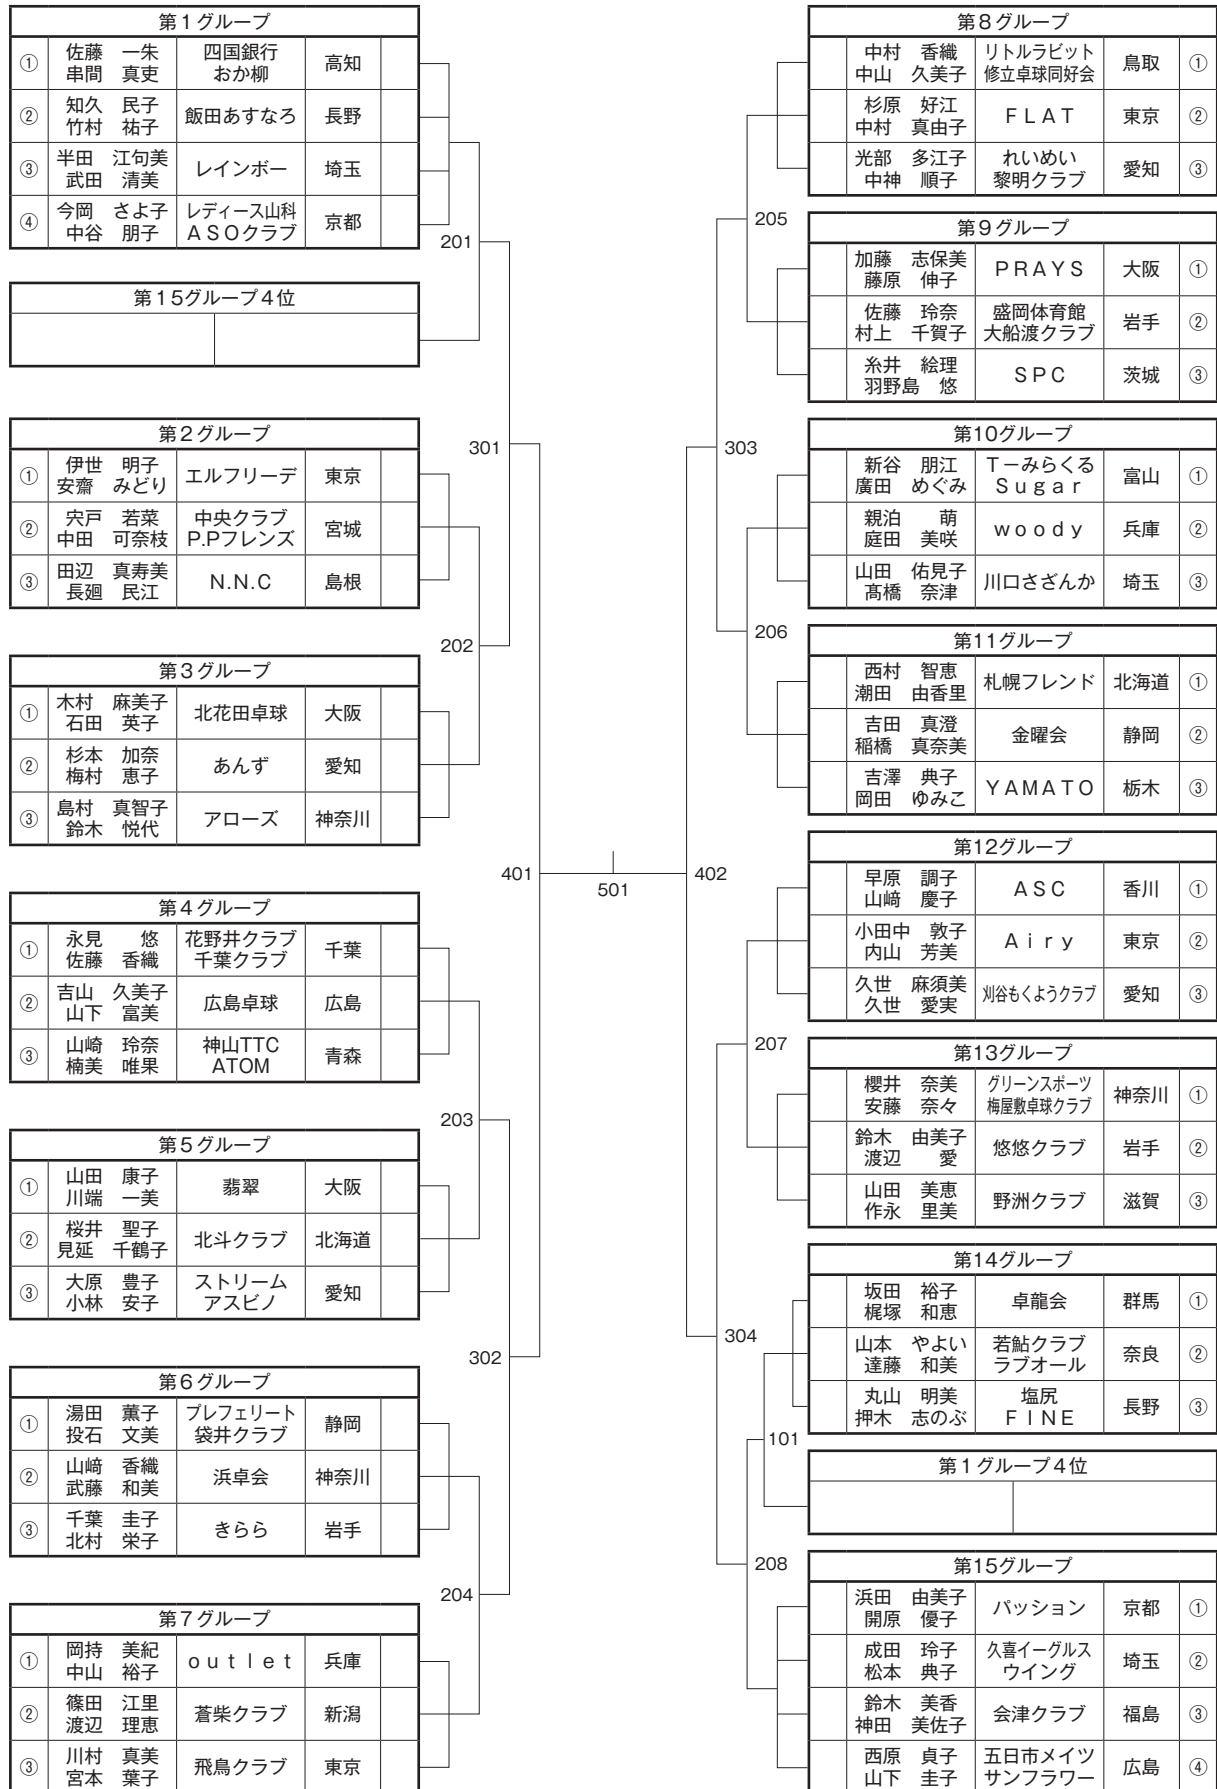 第1グループ
① 佐藤　一朱 四国銀行 高知
串間　真吏 おか柳
② 知久　民子 飯田あすなろ 長野
竹村　祐子
③ 半田　江句美 レインボー 埼玉
武田　清美
④ 今岡　さよ子 レディース山科 京都
中谷　朋子 ＡＳＯクラブ
201
第15グループ4位
第2グループ
① 伊世　明子 エルフリーデ 東京
安齋　みどり
② 宍戸　若菜 中央クラブ 宮城
中田　可奈枝 P.Pフレンズ
③ 田辺　真寿美 N.N.C 島根
長廻　民江
301
202
第3グループ
① 木村　麻美子 北花田卓球 大阪
石田　英子
② 杉本　加奈 あんず 愛知
梅村　恵子
③ 島村　真智子 アローズ 神奈川
鈴木　悦代
401
501
402
第4グループ
① 永見　　悠 花野井クラブ 千葉
佐藤　香織 千葉クラブ
② 吉山　久美子 広島卓球 広島
山下　富美
③ 山崎　玲奈 神山TTC 青森
楠美　唯果 ATOM
203
第5グループ
① 山田　康子 翡翠 大阪
川端　一美
② 桜井　聖子 北斗クラブ 北海道
見延　千鶴子
③ 大原　豊子 ストリーム 愛知
小林　安子 アスビノ
302
第6グループ
① 湯田　薫子 プレフェリート 静岡
投石　文美 袋井クラブ
② 山﨑　香織 浜卓会 神奈川
武藤　和美
③ 千葉　圭子 きらら 岩手
北村　栄子
204
第7グループ
① 岡持　美紀 ｏｕｔｌｅｔ 兵庫
中山　裕子
② 篠田　江里 蒼柴クラブ 新潟
渡辺　理恵
③ 川村　真美 飛鳥クラブ 東京
宮本　葉子
第8グループ
中村　香織 リトルラビット 鳥取 ①
中山　久美子 修立卓球同好会
杉原　好江 ＦＬＡＴ 東京 ②
中村　真由子
光部　多江子 れいめい 愛知 ③
中神　順子 黎明クラブ
205
第9グループ
加藤　志保美 ＰＲＡＹＳ 大阪 ①
藤原　伸子
佐藤　玲奈 盛岡体育館 岩手 ②
村上　千賀子 大船渡クラブ
糸井　絵理 ＳＰＣ 茨城 ③
羽野島　悠
303
第10グループ
新谷　朋江 Ｔーみらくる 富山 ①
廣田　めぐみ Ｓｕｇａｒ
親泊　　萌 ｗｏｏｄｙ 兵庫 ②
庭田　美咲
山田　佑見子 川口さざんか 埼玉 ③
髙橋　奈津
206
第11グループ
西村　智恵 札幌フレンド 北海道 ①
潮田　由香里
吉田　真澄 金曜会 静岡 ②
稲橋　真奈美
吉澤　典子 ＹＡＭＡＴＯ 栃木 ③
岡田　ゆみこ
第12グループ
早原　調子 ＡＳＣ 香川 ①
山﨑　慶子
小田中　敦子 Ａｉｒｙ 東京 ②
内山　芳美
久世　麻須美 刈谷もくようクラブ 愛知 ③
久世　愛実
207
第13グループ
櫻井　奈美 グリーンスポーツ 神奈川 ①
安藤　奈々 梅屋敷卓球クラブ
鈴木　由美子 悠悠クラブ 岩手 ②
渡辺　　愛
山田　美恵 野洲クラブ 滋賀 ③
作永　里美
304
第14グループ
坂田　裕子 卓龍会 群馬 ①
梶塚　和恵
山本　やよい 若鮎クラブ 奈良 ②
達藤　和美 ラブオール
丸山　明美 塩尻 長野 ③
押木　志のぶ ＦＩＮＥ
101
第1グループ4位
208
第15グループ
浜田　由美子 パッション 京都 ①
開原　優子
成田　玲子 久喜イーグルス 埼玉 ②
松本　典子 ウイング
鈴木　美香 会津クラブ 福島 ③
神田　美佐子
西原　貞子 五日市メイツ 広島 ④
山下　圭子 サンフラワー